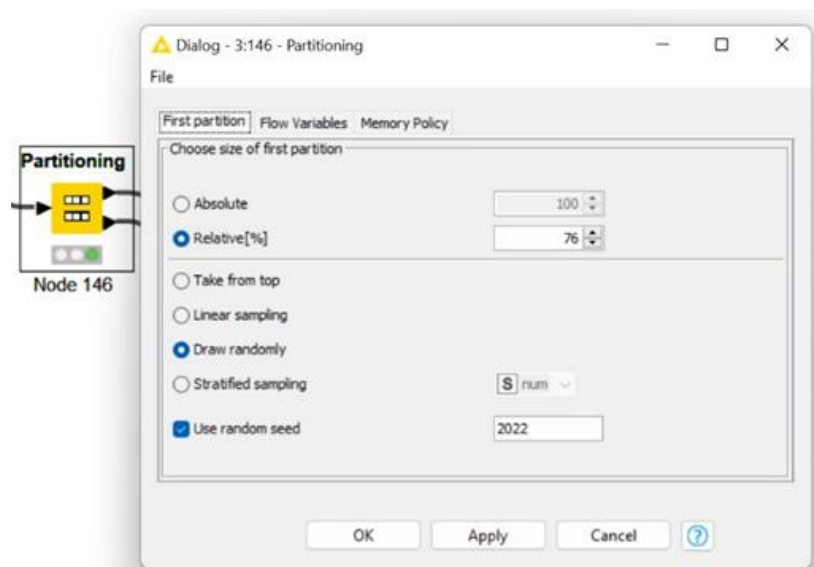 Dialog - 3:146 - Partitioning
File
First partition Flow Variables Memory Policy
Choose size of first partition
Partitioning
Absolute 100
Relative[%] 76
Take from top
Node 146
Linear sampling
Draw randomly
Stratified sampling S num
Use random seed 2022
OK Apply Cancel ?